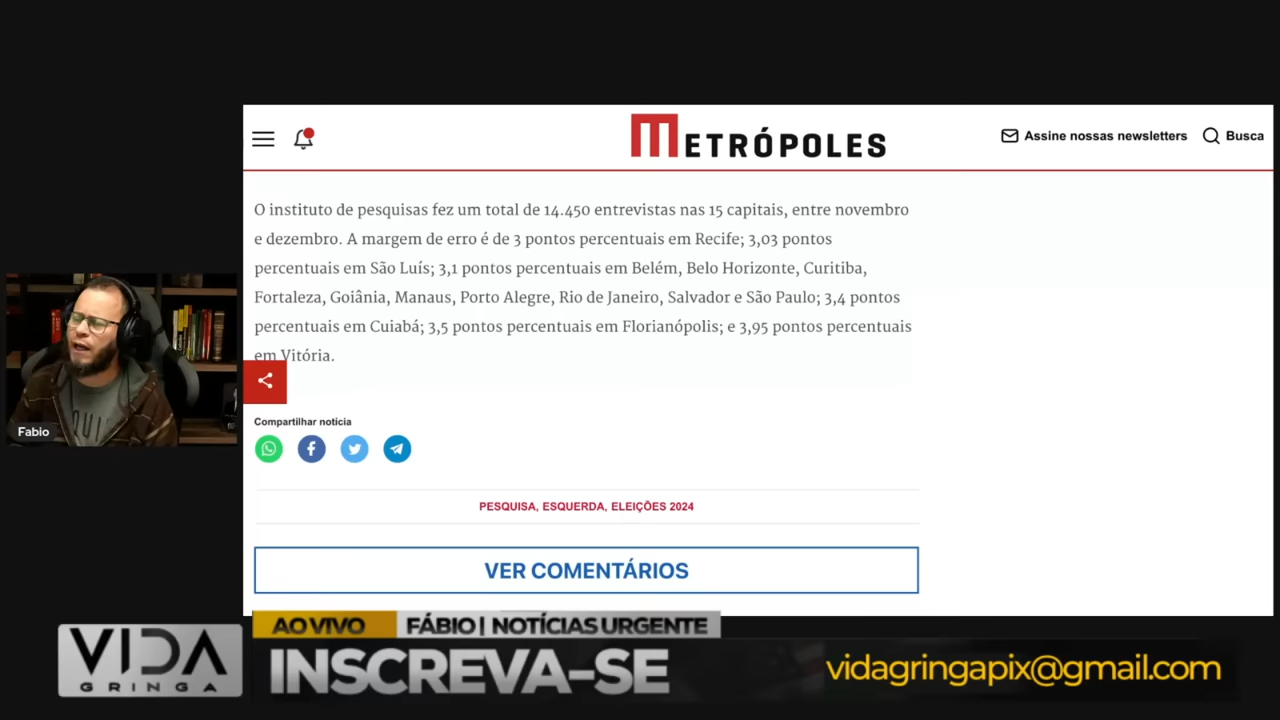 METRÓPOLES
Assine nossas newsletters
Busca
O instituto de pesquisas fez um total de 14.450 entrevistas nas 15 capitais, entre novembro
e dezembro. A margem de erro é de 3 pontos percentuais em Recife; 3,03 pontos
percentuais em São Luís; 3,1 pontos percentuais em Belém, Belo Horizonte, Curitiba,
Fortaleza, Goiânia, Manaus, Porto Alegre, Rio de Janeiro, Salvador e São Paulo; 3,4 pontos
percentuais em Cuiabá; 3,5 pontos percentuais em Florianópolis; e 3,95 pontos percentuais
em Vitória.
Fabio
Compartilhar notícia
PESQUISA, ESQUERDA, ELEIÇÕES 2024
VER COMENTÁRIOS
AO VIVO
FÁBIO | NOTÍCIAS URGENTE
VIDA
GRINGA
INSCREVA-SE
vidagringapix@gmail.com